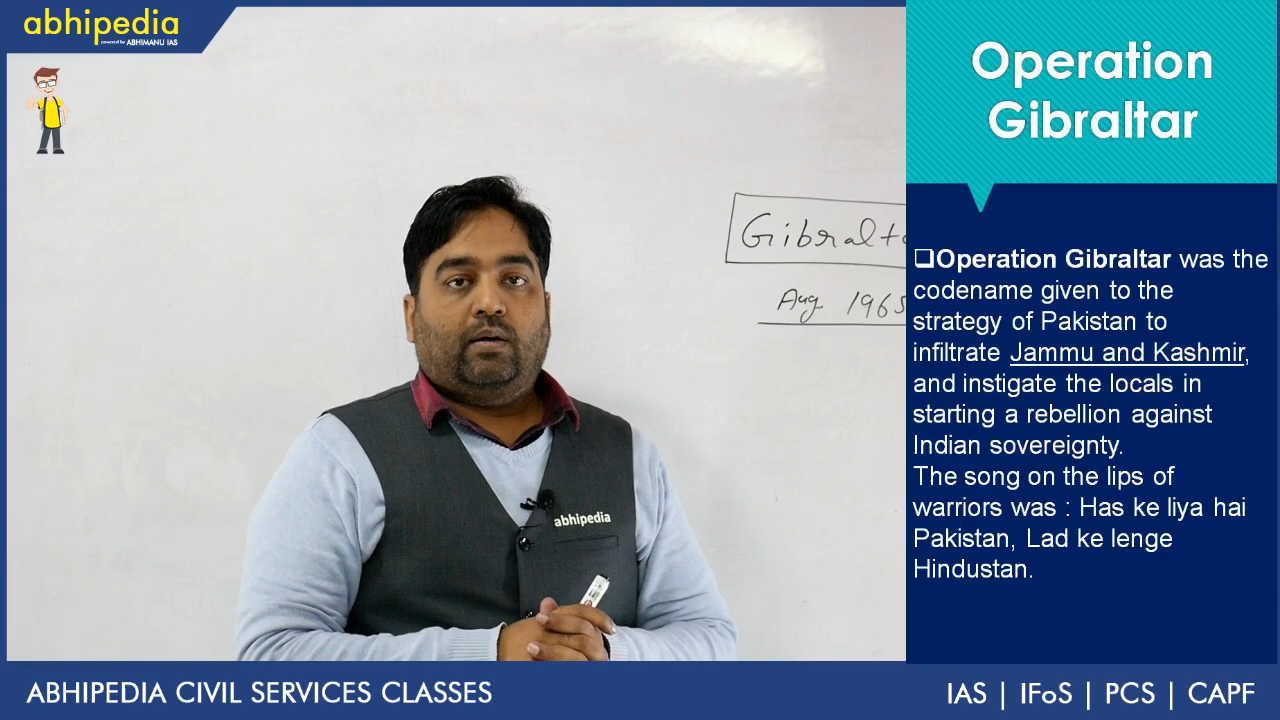 abhipedia
powered by ABHIMANU IAS
Operation
Gibraltar
Gibralta
Aug 1965
abhipedia
❑Operation Gibraltar was the
codename given to the
strategy of Pakistan to
infiltrate Jammu and Kashmir,
and instigate the locals in
starting a rebellion against
Indian sovereignty.
The song on the lips of
warriors was : Has ke liya hai
Pakistan, Lad ke lenge
Hindustan.
ABHIPEDIA CIVIL SERVICES CLASSES
IAS | IFoS | PCS | CAPF